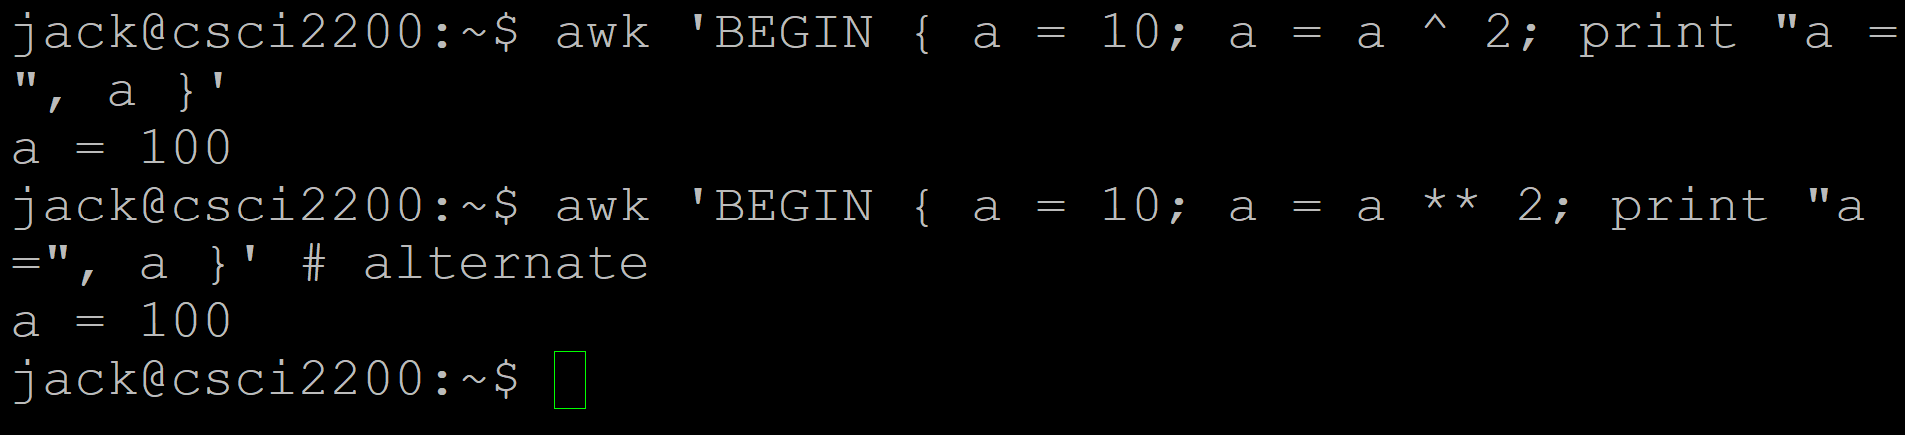 jack@csci2200:~$ awk 'BEGIN { a = 10; a = a ^ 2; print "a =
", a }'
a = 100
jack@csci2200:~$ awk 'BEGIN { a = 10; a = a ** 2; print "a
=", a }' # alternate
a = 100
jack@csci2200:~$